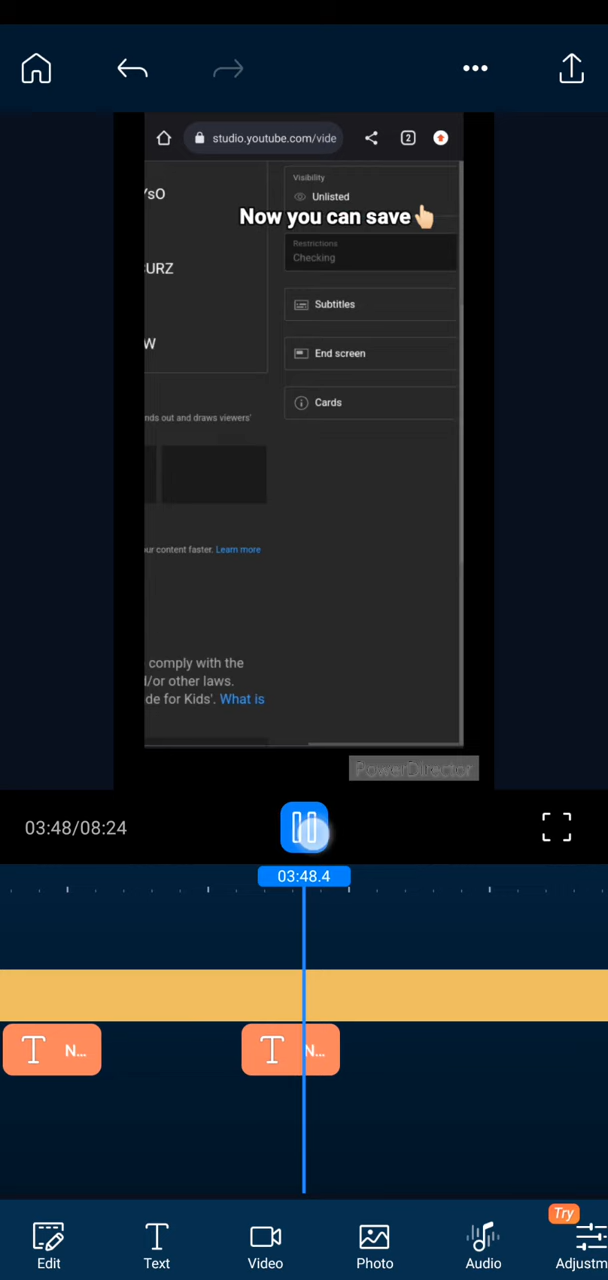 studio.youtube.com/vide
2
YsO
Visibility
Unlisted
Now you can save👆🏻
Restrictions
Checking
CURZ
Subtitles
W
End screen
Cards
nds out and draws viewers'
ur content faster. Learn more
comply with the
d/or other laws.
de for Kids'. What is
PowerDirector
03:48/08:24
03:48.4
T N...
T N...
Try
Edit
Text
Video
Photo
Audio
Adjustm